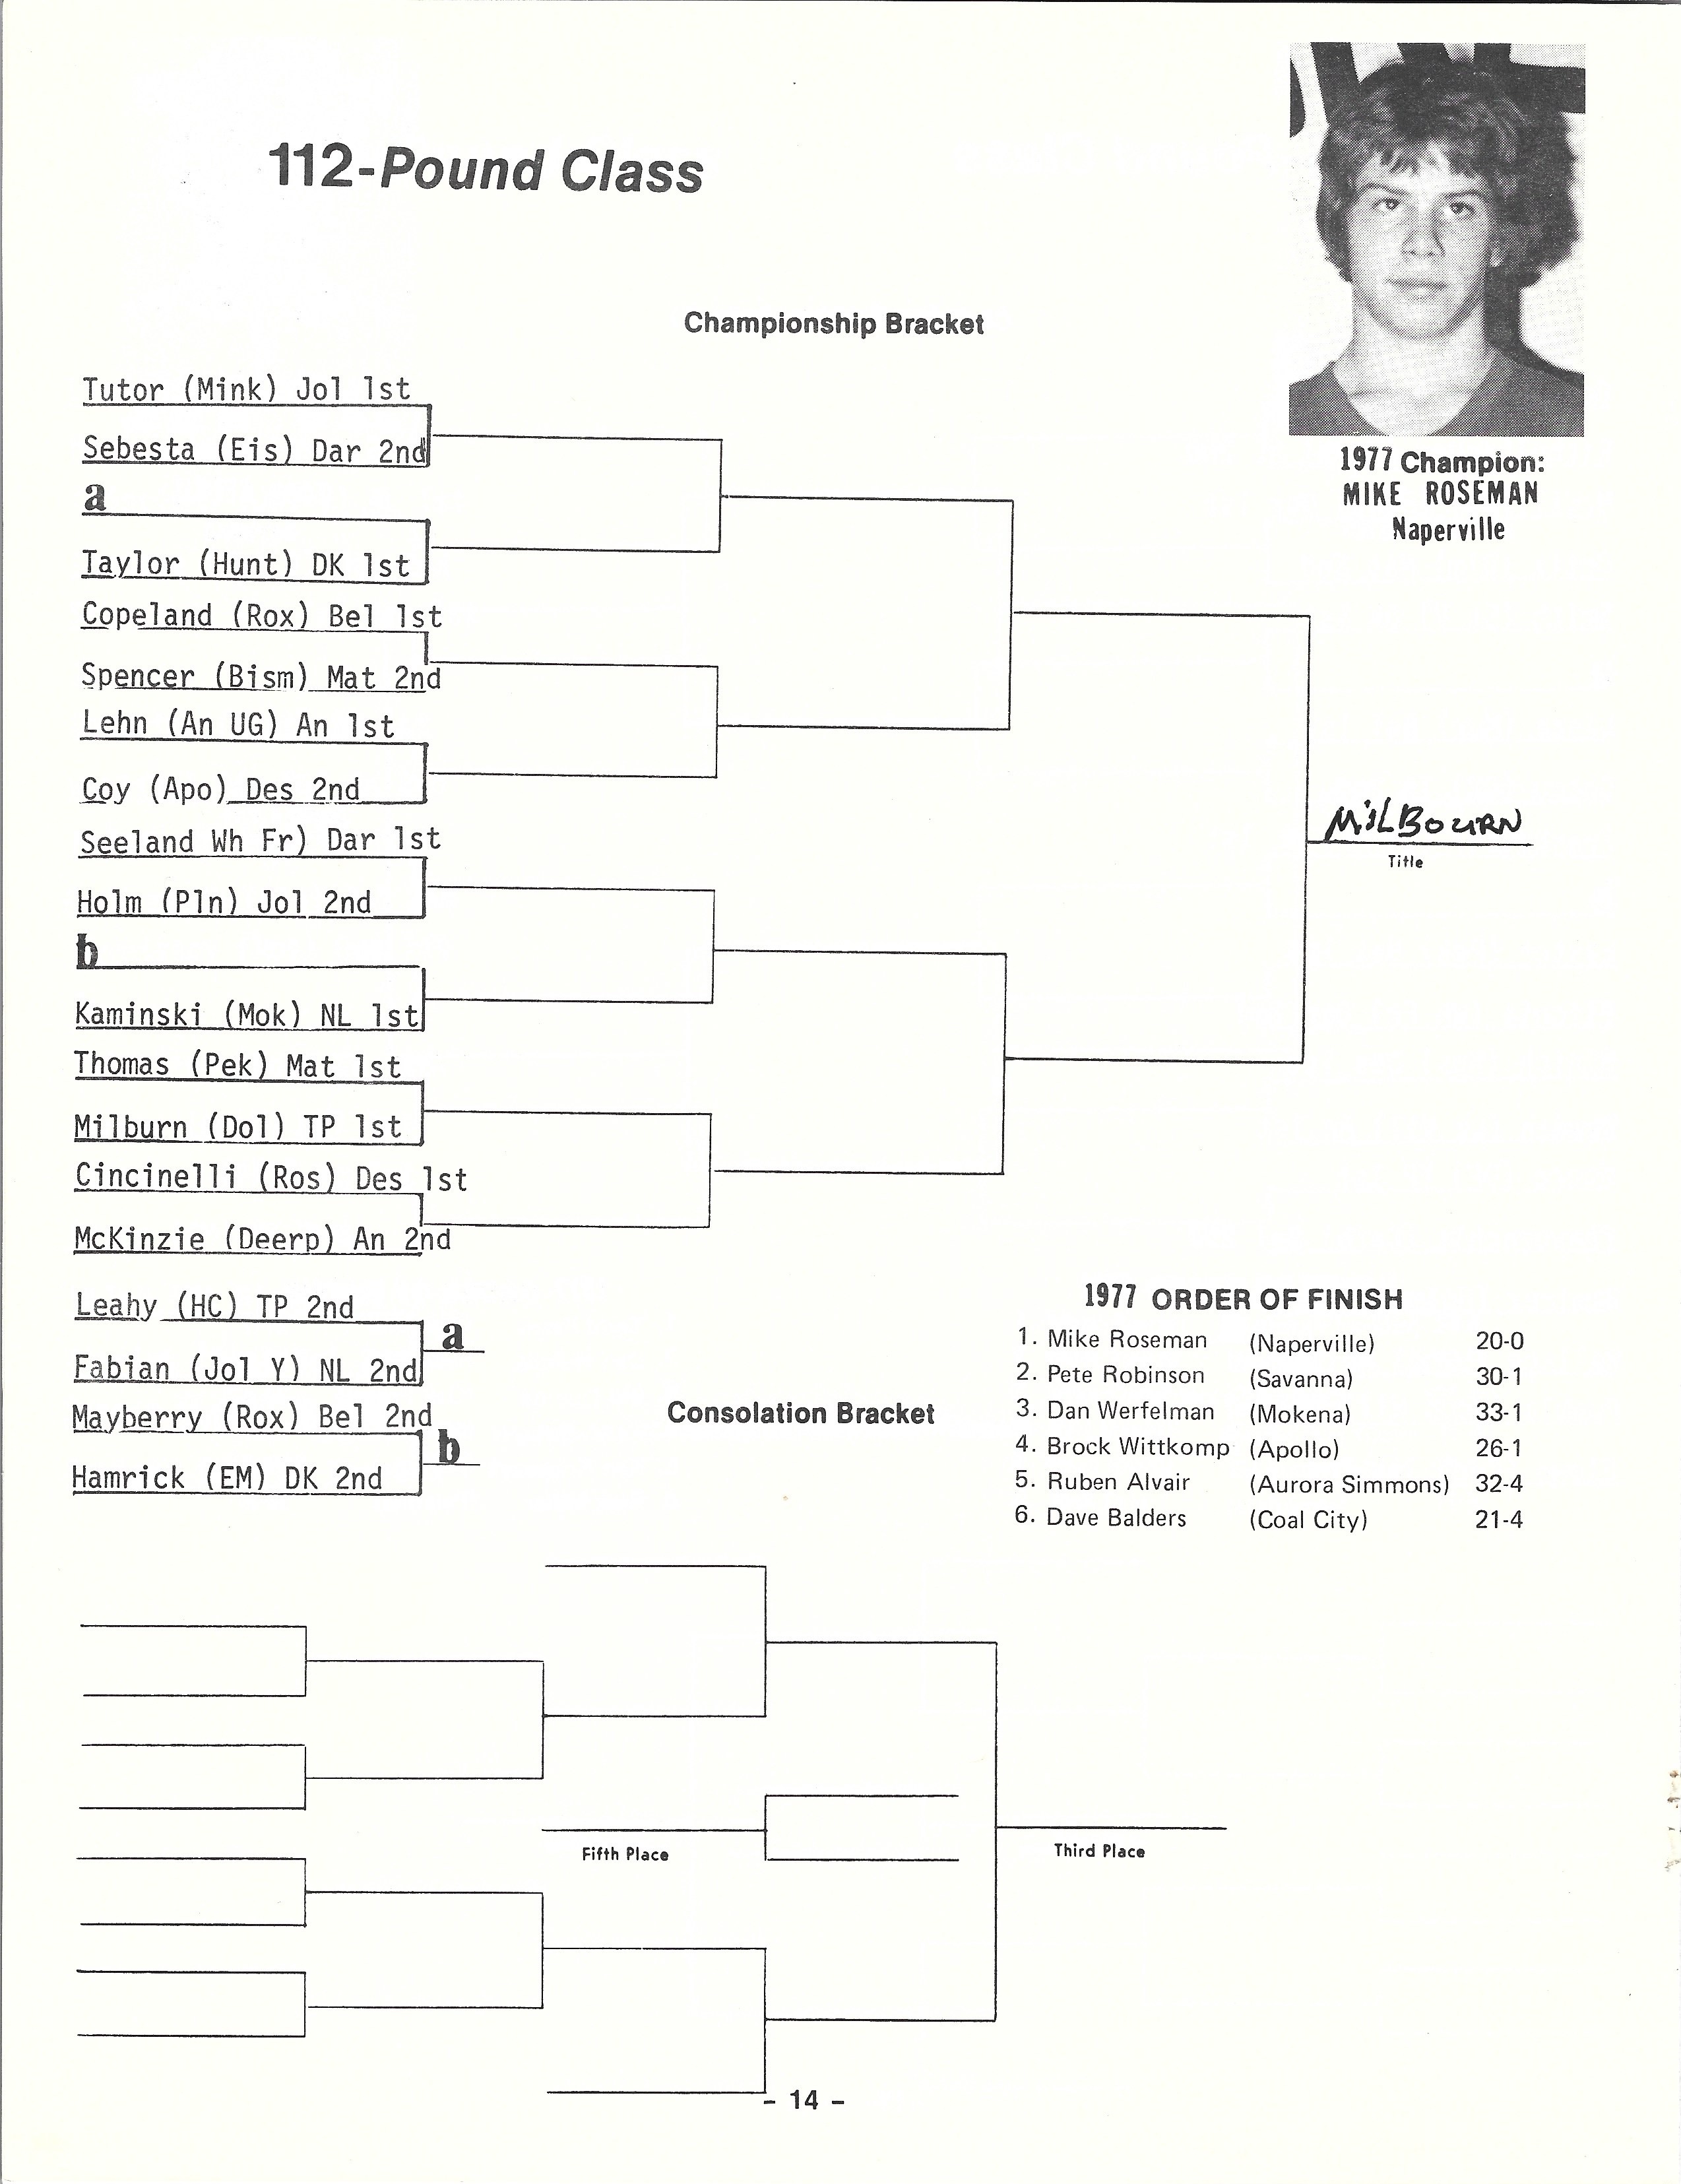 112-Pound Class
Championship Bracket
1977 Champion:
MIKE ROSEMAN
Naperville
Tutor (Mink) Jol 1st
Sebesta (Eis) Dar 2nd
a
Taylor (Hunt) DK 1st
Copeland (Rox) Bel 1st
Spencer (Bism) Mat 2nd
Lehn (An UG) An 1st
Coy (Apo) Des 2nd
Seeland Wh Fr) Dar 1st
Holm (Pln) Jol 2nd
b
Kaminski (Mok) NL 1st
Thomas (Pek) Mat 1st
Milburn (Dol) TP 1st
Cincinelli (Ros) Des 1st
McKinzie (Deerp) An 2nd
MiLBOURN
Title
Leahy (HC) TP 2nd
a
Fabian (Jol Y) NL 2nd
Mayberry (Rox) Bel 2nd
b
Hamrick (EM) DK 2nd
1977 ORDER OF FINISH
1. Mike Roseman (Naperville) 20-0
2. Pete Robinson (Savanna) 30-1
3. Dan Werfelman (Mokena) 33-1
4. Brock Wittkomp (Apollo) 26-1
5. Ruben Alvair (Aurora Simmons) 32-4
6. Dave Balders (Coal City) 21-4
Consolation Bracket
Fifth Place
Third Place
- 14 -